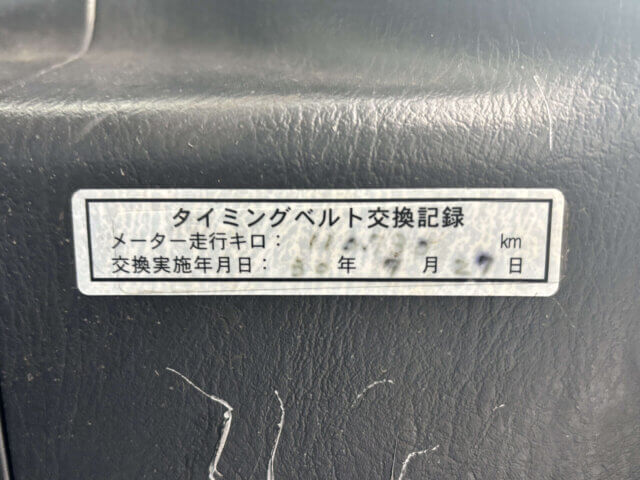 タイミングベルト交換記録
メーター走行キロ： km
交換実施年月日： 年 月 日